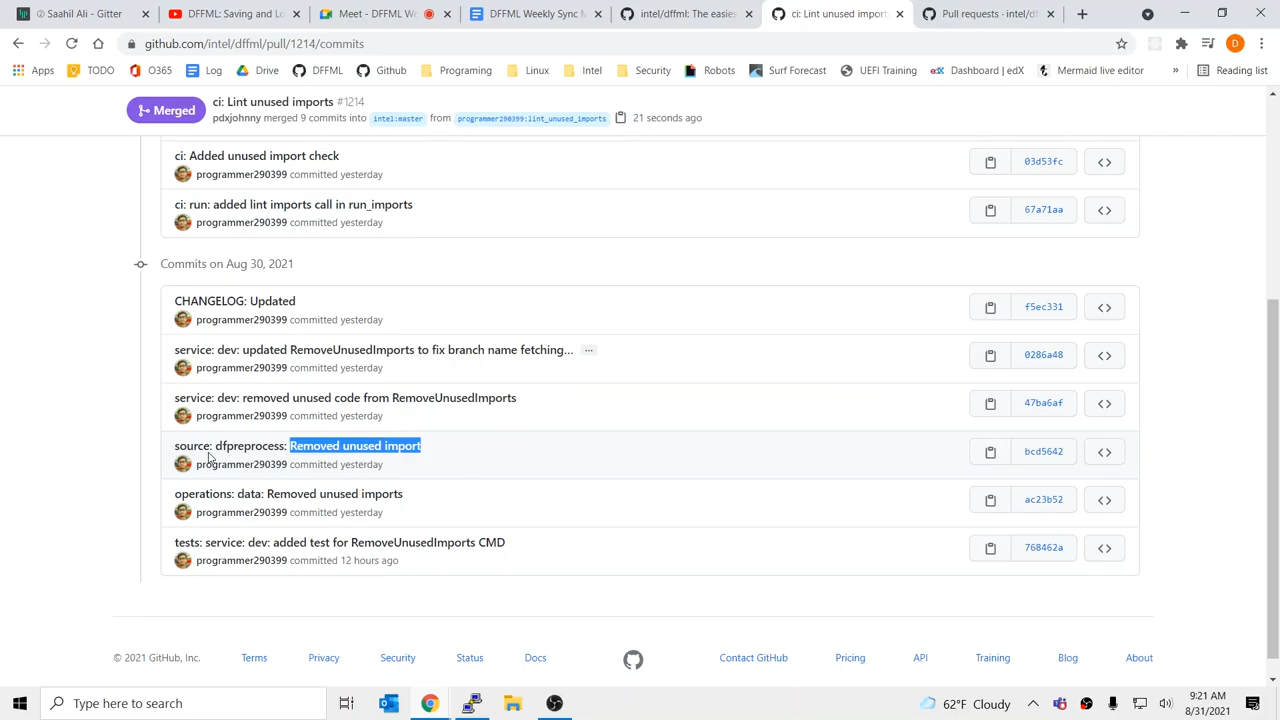 Saahil Ali - Gitter
DFFML: Saving and Lo
Meet - DFFML We
DFFML Weekly Sync N
intel/dffml: The easies
ci: Lint unused import
Pull requests · intel/df
github.com/intel/dffml/pull/1214/commits
Apps
TODO
O365
Log
Drive
DFFML
Github
Programing
Linux
Intel
Security
Robots
Surf Forecast
UEFI Training
Dashboard | edX
Mermaid live editor
»
Reading list
Merged
ci: Lint unused imports #1214
pdxjohnny merged 9 commits into intel:master from programmer290399:lint_unused_imports 21 seconds ago
ci: Added unused import check
programmer290399 committed yesterday
03d53fc
ci: run: added lint imports call in run_imports
programmer290399 committed yesterday
67a71aa
Commits on Aug 30, 2021
CHANGELOG: Updated
programmer290399 committed yesterday
f5ec331
service: dev: updated RemoveUnusedImports to fix branch name fetching… …
programmer290399 committed yesterday
0286a48
service: dev: removed unused code from RemoveUnusedImports
programmer290399 committed yesterday
47ba6af
source: dfpreprocess: Removed unused import
programmer290399 committed yesterday
bcd5642
operations: data: Removed unused imports
programmer290399 committed yesterday
ac23b52
tests: service: dev: added test for RemoveUnusedImports CMD
programmer290399 committed 12 hours ago
768462a
© 2021 GitHub, Inc.
Terms
Privacy
Security
Status
Docs
Contact GitHub
Pricing
API
Training
Blog
About
Type here to search
62°F Cloudy
9:21 AM
8/31/2021